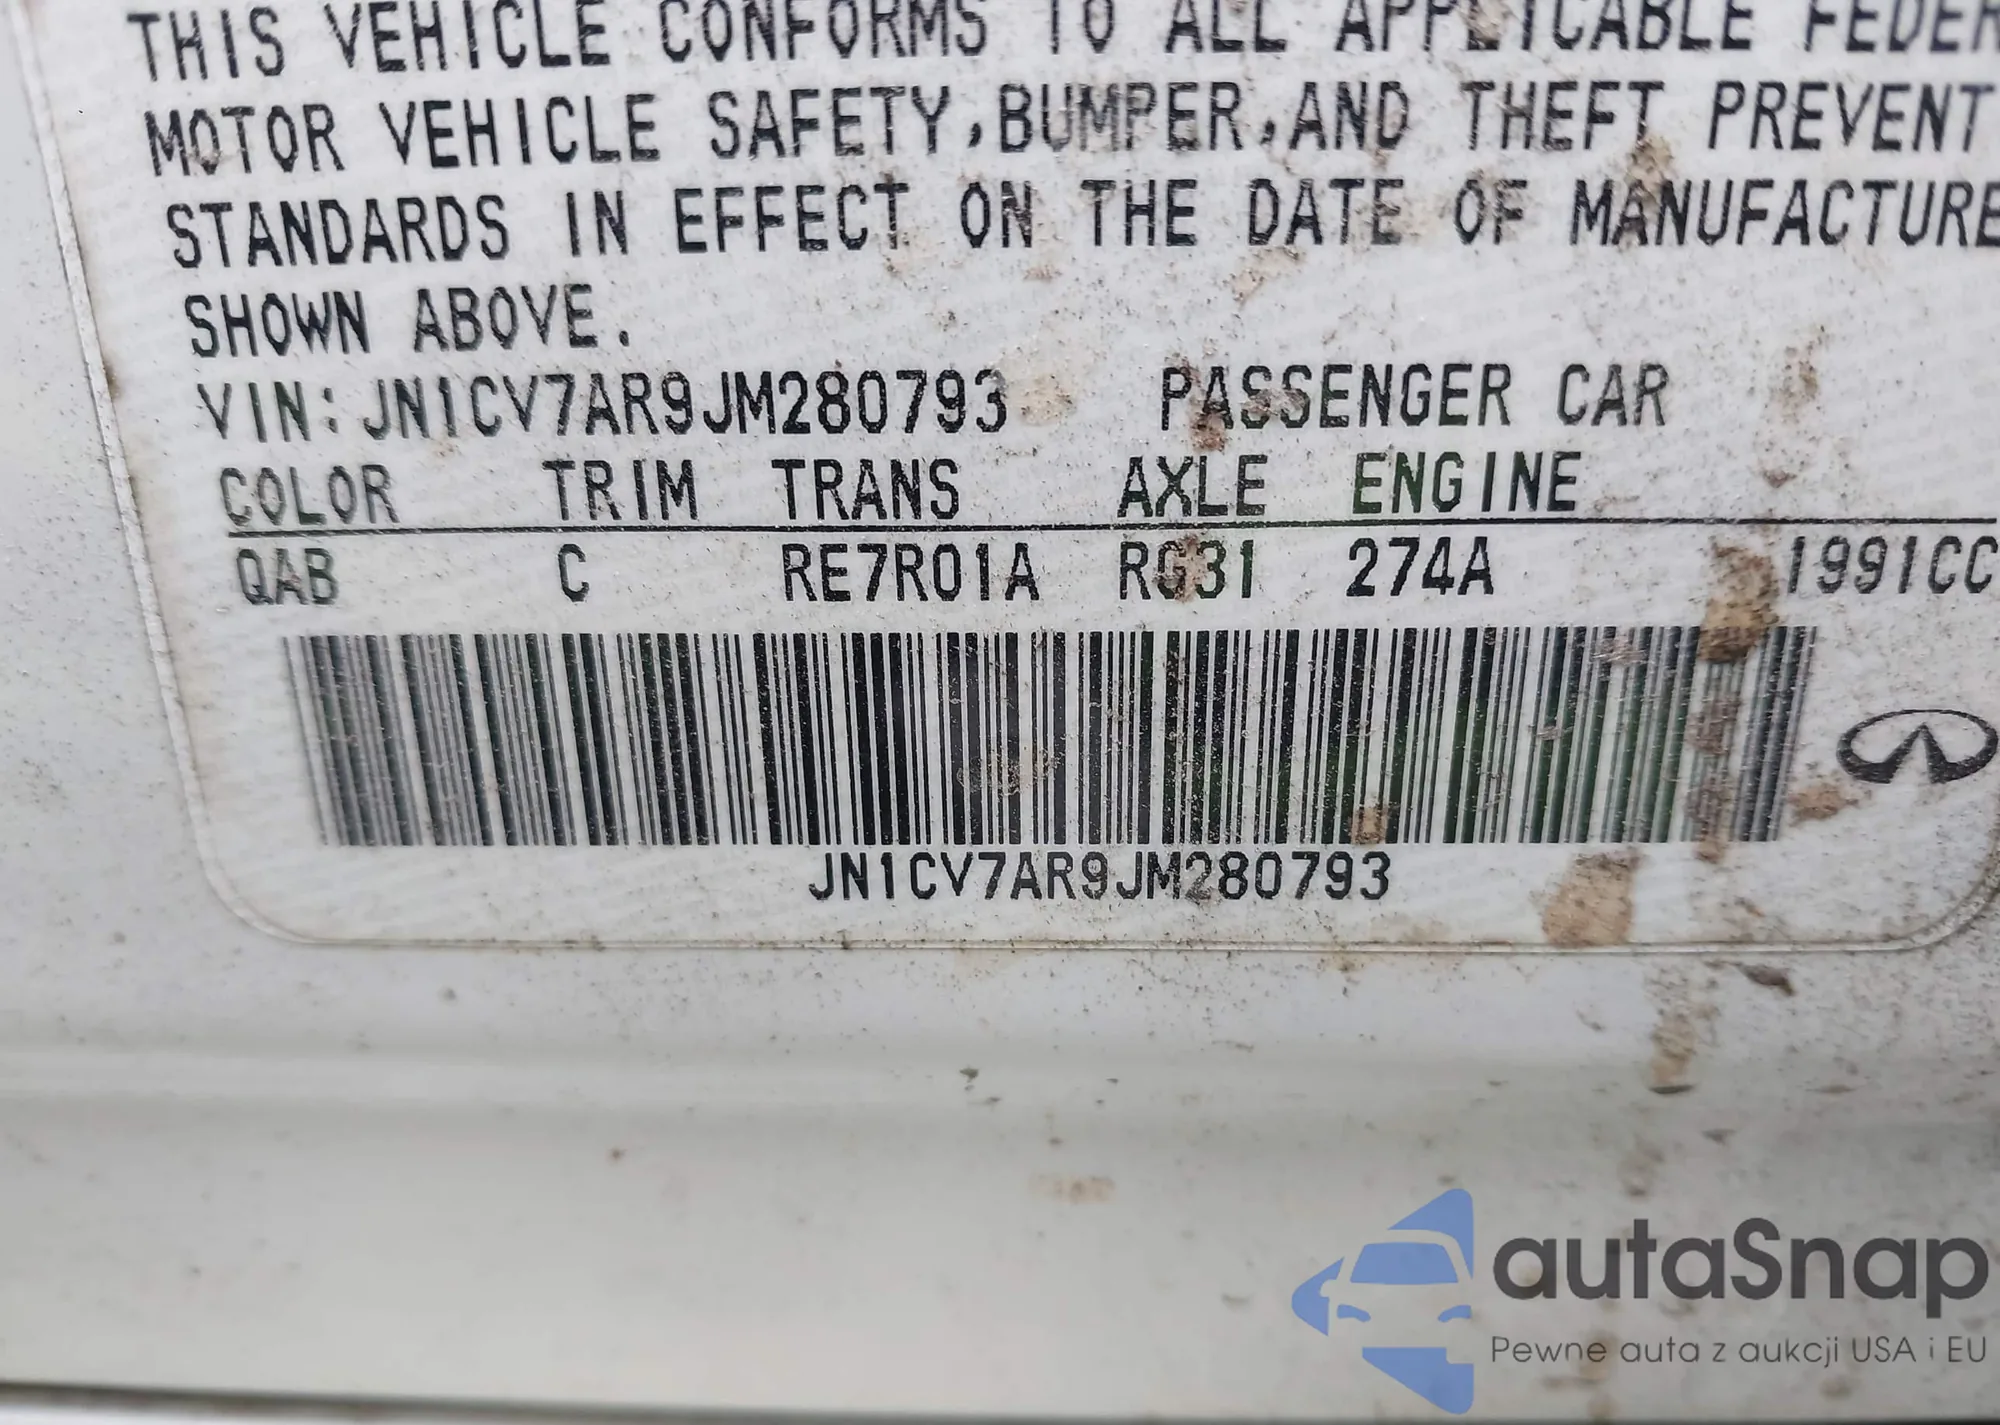 THIS VEHICLE CONFORMS TO ALL APPLICABLE FEDER
MOTOR VEHICLE SAFETY,BUMPER,AND THEFT PREVENT
STANDARDS IN EFFECT ON THE DATE OF MANUFACTURE
SHOWN ABOVE.
VIN:JN1CV7AR9JM280793 PASSENGER CAR
COLOR TRIM TRANS AXLE ENGINE
QAB C RE7R01A RG31 274A 1991CC
JN1CV7AR9JM280793
autaSnap
Pewne auta z aukcji USA i EU